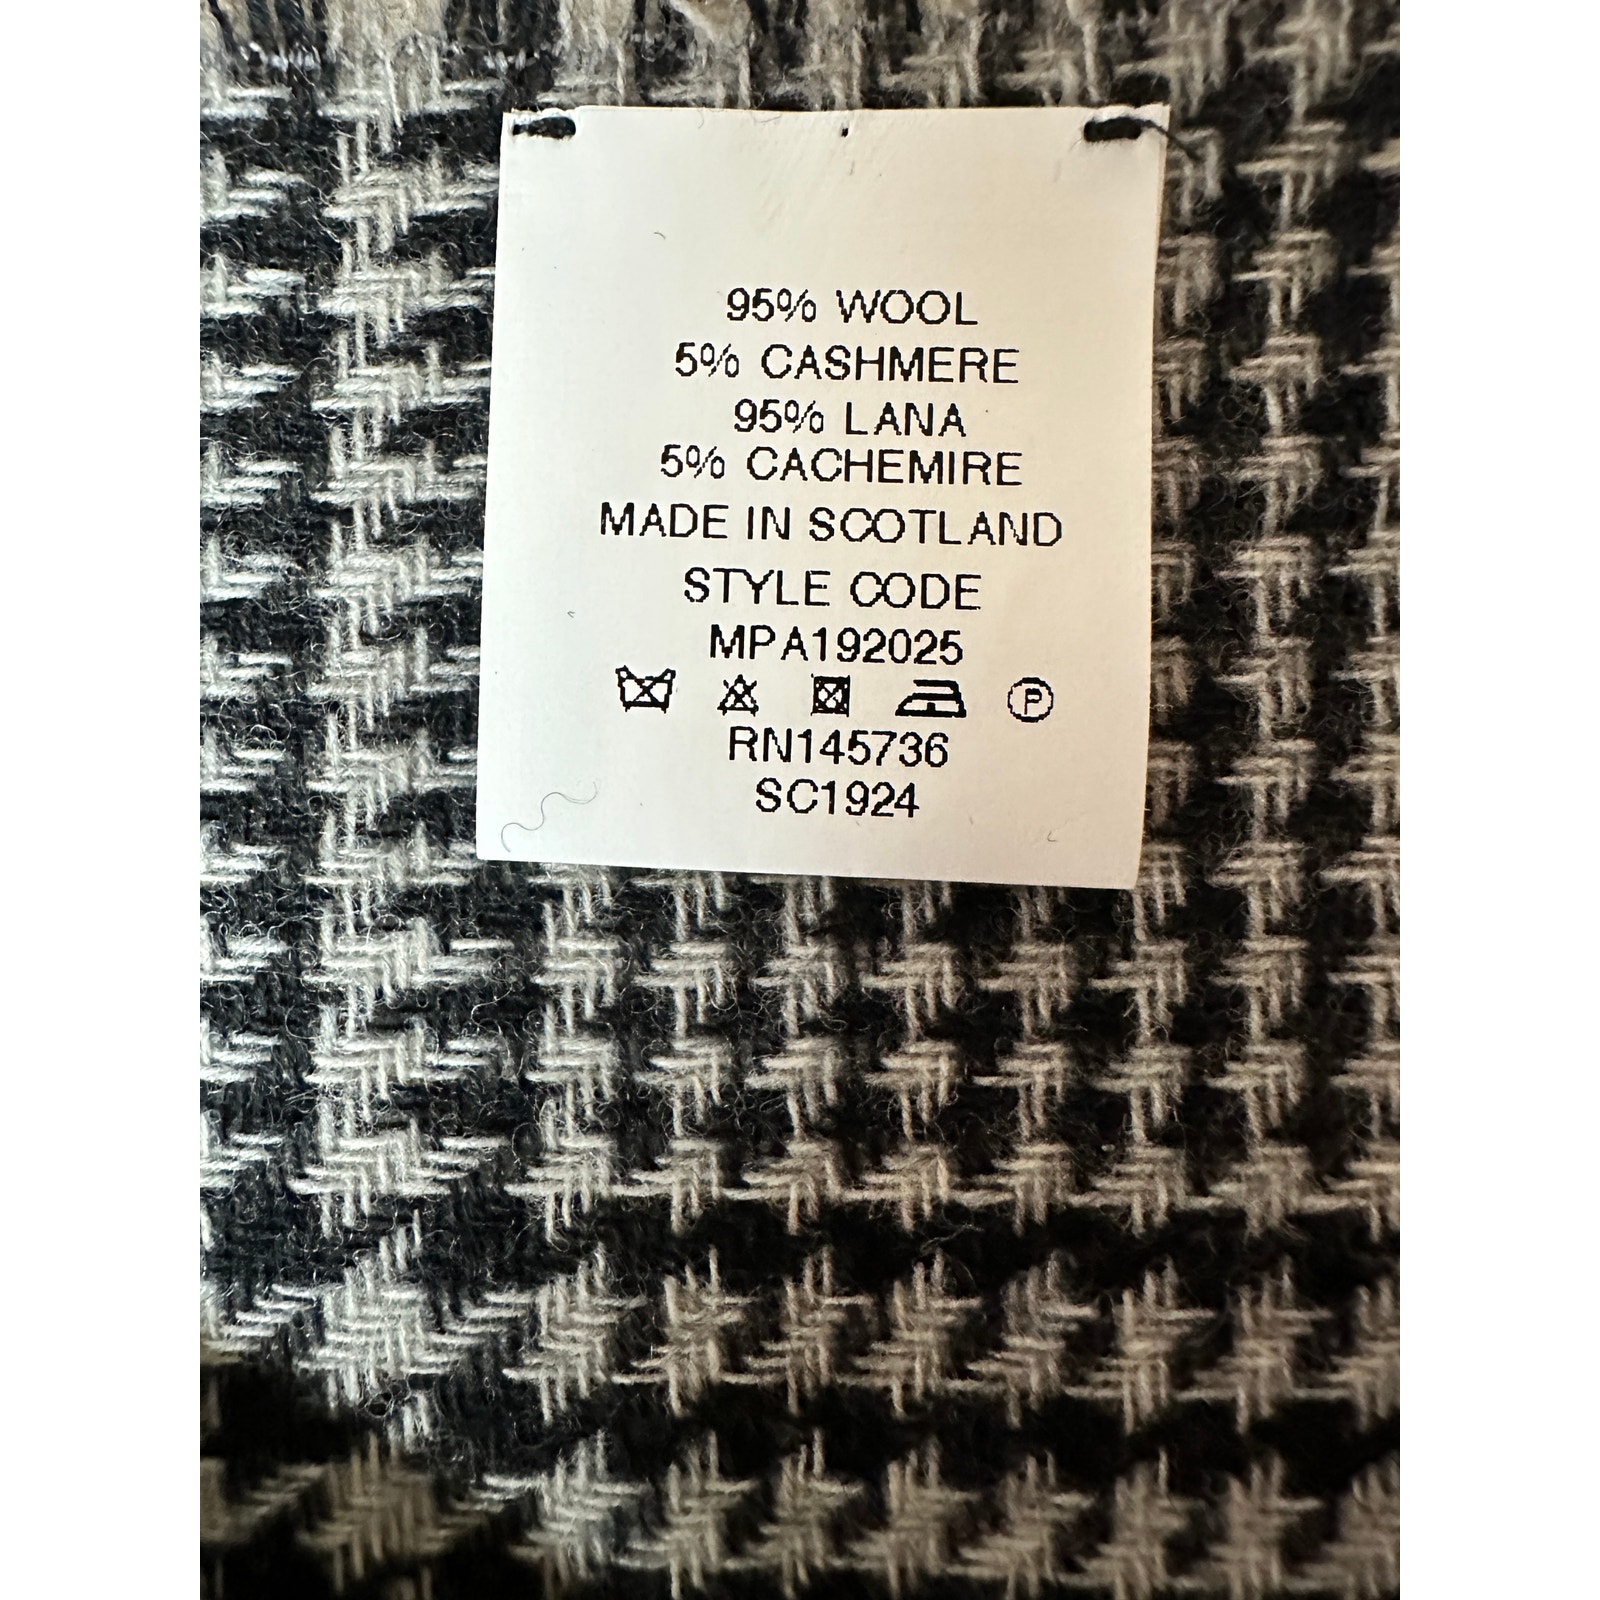 95% WOOL
5% CASHMERE
95% LANA
5% CACHEMIRE
MADE IN SCOTLAND
STYLE CODE
MPA192025
P
RN145736
SC1924